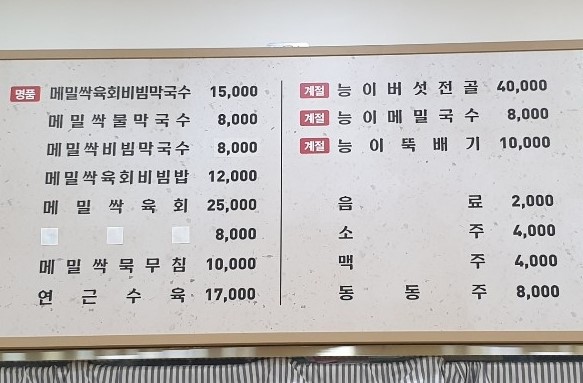 명품 메밀싹육회비빔막국수 15,000
메밀싹물막국수 8,000
메밀싹비빔막국수 8,000
메밀싹육회비빔밥 12,000
메밀싹육회 25,000
8,000
메밀싹묵무침 10,000
연근수육 17,000
계절 능이버섯전골 40,000
계절 능이메밀국수 8,000
계절 능이뚝배기 10,000
음료 2,000
소주 4,000
맥주 4,000
동동주 8,000